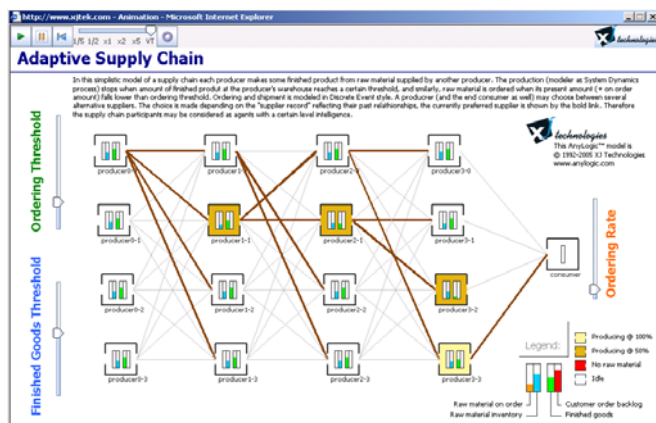 http://www.xjtek.com - Animation - Microsoft Internet Explorer
1/5 1/2 x1 x2 x5 VT
technologies
Adaptive Supply Chain
In this simplistic model of a supply chain each producer makes some finished product from raw material supplied by another producer. The production (modeler as System Dynamics
process) stops when amount of finished produt at the producer's warehouse reaches a certain threshold, and similarly, raw material is ordered when its present amount (+ on order
amount) falls lower than ordering threshold. Ordering and shipment is modeled in Discrete Event style. A producer (and the end consumer as well) may choose between several
alternative suppliers. The choice is made depending on the "supplier record" reflecting their past relationships, the currently preferred supplier is shown by the bold link. Therefore
the supply chain participants may be considered as agents with a certain level intelligence.
Ordering Threshold
Finished Goods Threshold
Ordering Rate
technologies
This AnyLogic™ model is
© 1992-2005 XJ Technologies
www.anylogic.com
producer0-1
producer1-1
producer2-1
producer3-0
producer3-1
consumer
producer0-2
producer1-2
producer2-2
producer3-2
producer0-3
producer1-3
producer2-3
producer3-3
Legend:
Producing @ 100%
Producing @ 50%
No raw material
Idle
Raw material on order
Raw material inventory
Customer order backlog
Finished goods